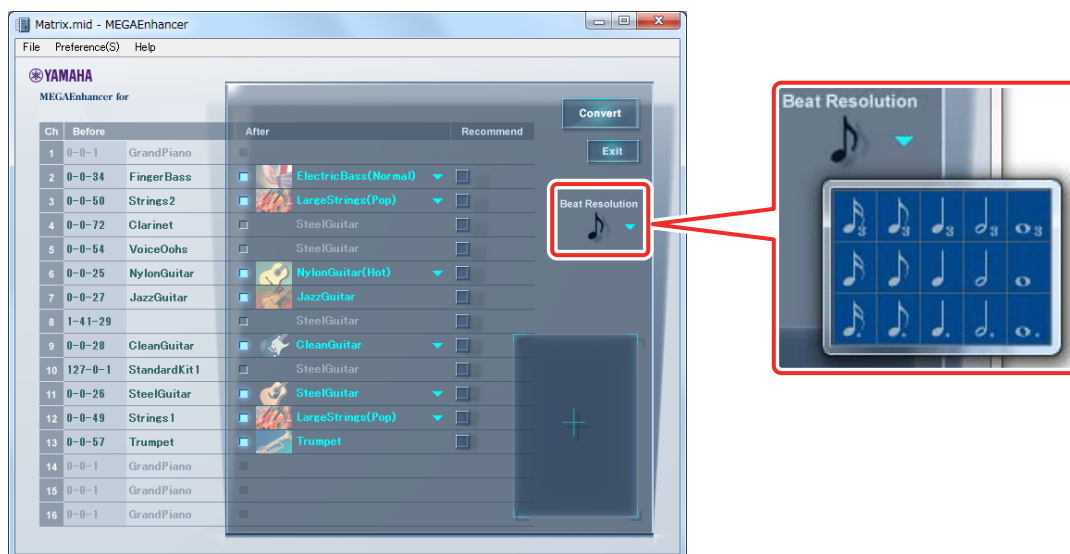 Matrix.mid - MEGAEnhancer
File Preference(S) Help
YAMAHA
MEGAEnhancer for
Convert
Ch Before After Recommend
Exit
1 0-0-1 GrandPiano
2 0-0-34 FingerBass ElectricBass(Normal)
3 0-0-50 Strings2 LargeStrings(Pop)
Beat Resolution
4 0-0-72 Clarinet SteelGuitar
5 0-0-54 VoiceOohs SteelGuitar
6 0-0-25 NylonGuitar NylonGuitar(Hot)
7 0-0-27 JazzGuitar JazzGuitar
8 1-41-29 SteelGuitar
9 0-0-28 CleanGuitar CleanGuitar
10 127-0-1 StandardKit1 SteelGuitar
11 0-0-26 SteelGuitar SteelGuitar
12 0-0-49 Strings1 LargeStrings(Pop)
13 0-0-57 Trumpet Trumpet
14 0-0-1 GrandPiano
15 0-0-1 GrandPiano
16 0-0-1 GrandPiano
Beat Resolution
3 3 3 3 3